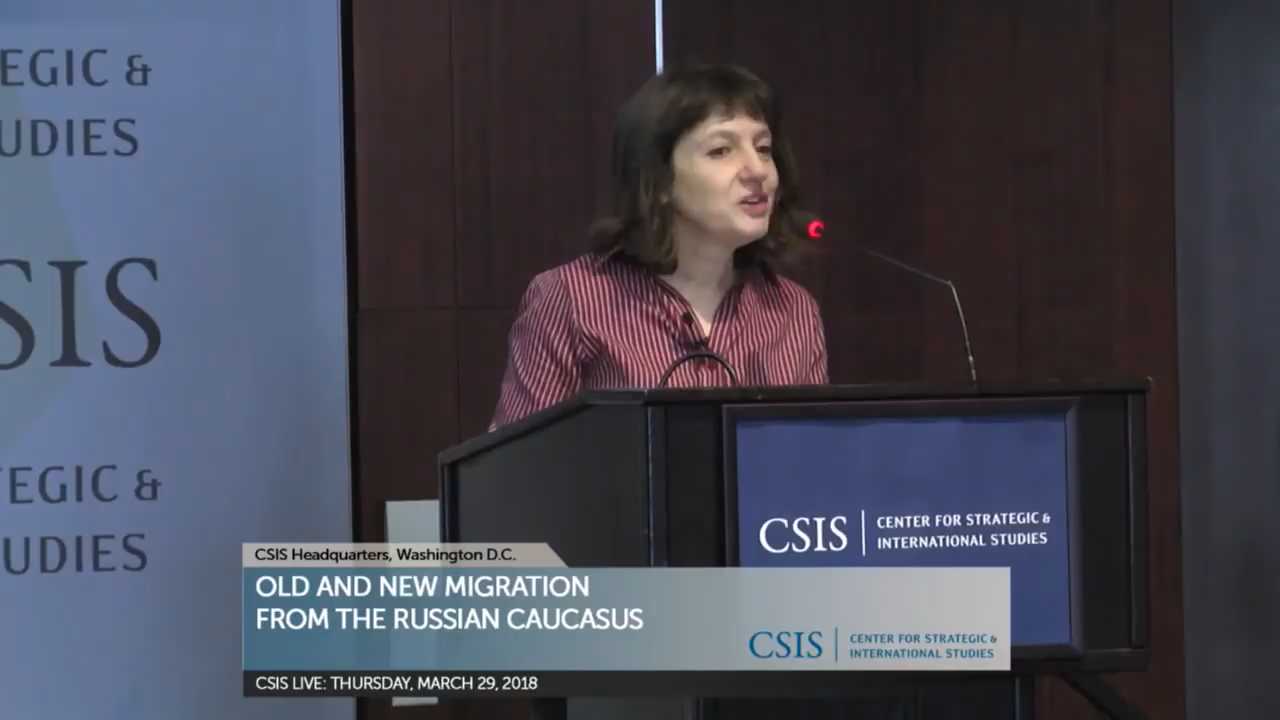 EGIC &
UDIES
SIS
TEGIC &
UDIES
CSIS
CENTER FOR STRATEGIC &
INTERNATIONAL STUDIES
CSIS Headquarters, Washington D.C.
OLD AND NEW MIGRATION
FROM THE RUSSIAN CAUCASUS
CSIS
CENTER FOR STRATEGIC &
INTERNATIONAL STUDIES
CSIS LIVE: THURSDAY, MARCH 29, 2018